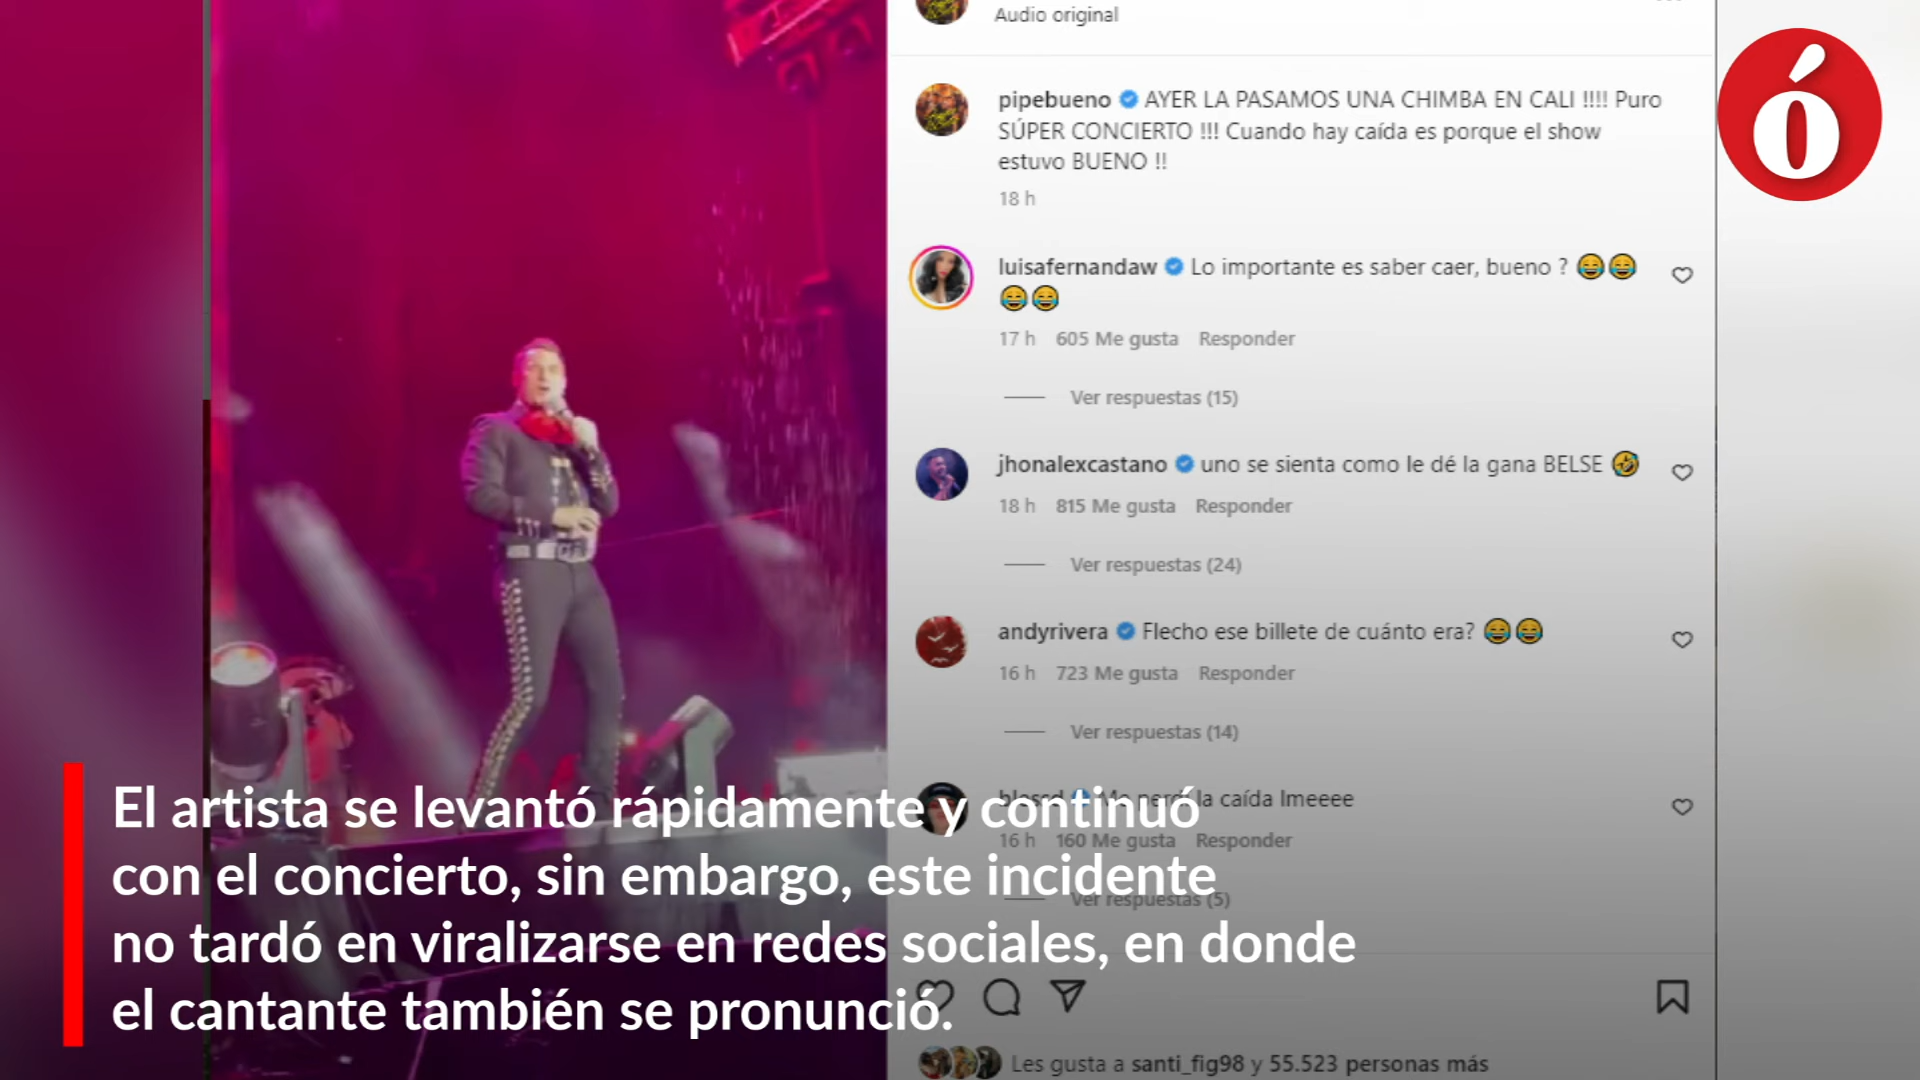 Audio original
pipebueno AYER LA PASAMOS UNA CHIMBA EN CALI !!!! Puro
SÚPER CONCIERTO !!! Cuando hay caída es porque el show
estuvo BUENO !!
18 h
luisafernandaw Lo importante es saber caer, bueno ? 😂😂
😂😂
17 h 605 Me gusta Responder
Ver respuestas (15)
jhonalexcastano uno se sienta como le dé la gana BELSE 🤣
18 h 815 Me gusta Responder
Ver respuestas (24)
andyrivera Flecho ese billete de cuánto era? 😂😂
16 h 723 Me gusta Responder
Ver respuestas (14)
blessd Me perdí la caída lmeeee
16 h 160 Me gusta Responder
Ver respuestas (5)
Les gusta a santi_fig98 y 55.523 personas más
ó
El artista se levantó rápidamente y continuó
con el concierto, sin embargo, este incidente
no tardó en viralizarse en redes sociales, en donde
el cantante también se pronunció.